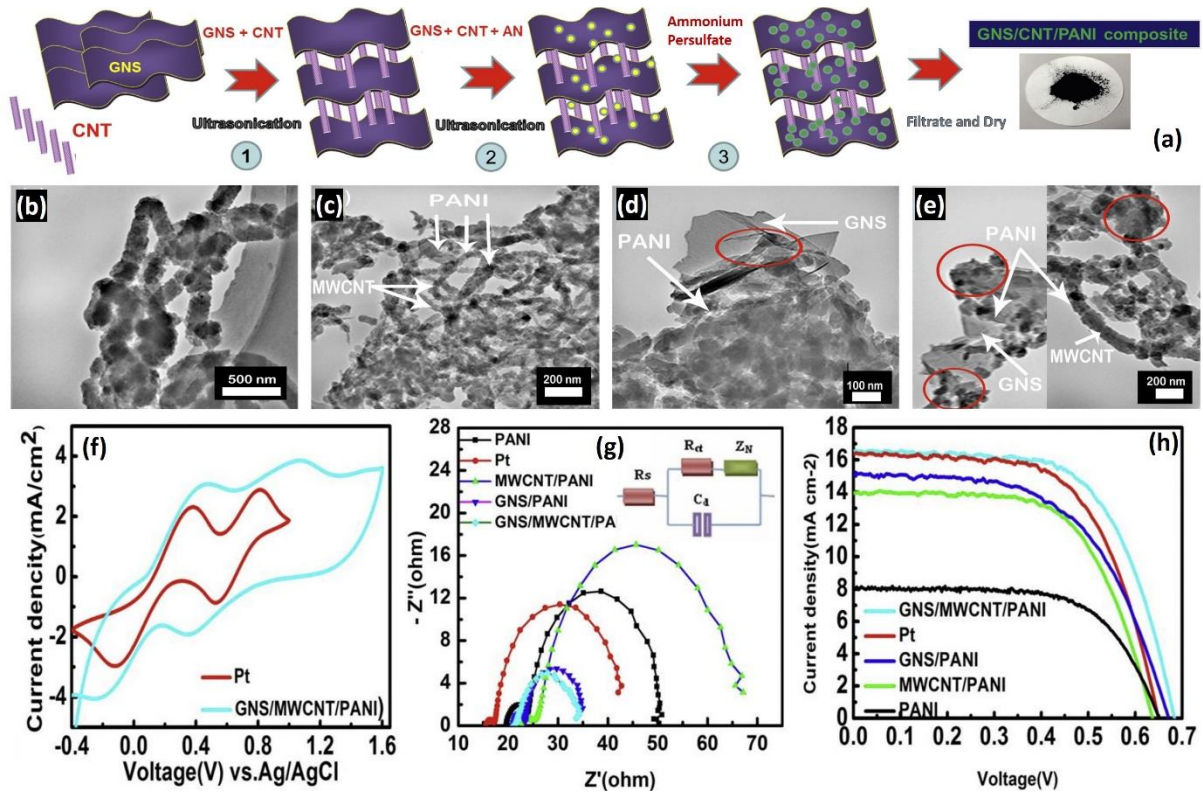 GNS + CNT
GNS + CNT + AN
Ammonium
Persulfate
GNS/CNT/PANI composite
GNS
CNT
Ultrasonication
Ultrasonication
Filtrate and Dry
(a)
1
2
3
(b)
500 nm
(c)
PANI
MWCNT
200 nm
(d)
GNS
PANI
100 nm
(e)
PANI
MWCNT
GNS
200 nm
(f)
Current dencity(mA/cm2)
4
2
0
-2
-4
Pt
GNS/MWCNT/PANI)
-0.4 0.0 0.4 0.8 1.2 1.6
Voltage(V) vs.Ag/AgCl
(g)
- Z''(ohm)
28
24
20
16
12
8
4
0
PANI
Pt
MWCNT/PANI
GNS/PANI
GNS/MWCNT/PA
Rs
Rct
ZN
Cd
10 20 30 40 50 60 70
Z'(ohm)
(h)
Current density(mA cm-2)
18
16
14
12
10
8
6
4
2
0
GNS/MWCNT/PANI
Pt
GNS/PANI
MWCNT/PANI
PANI
0.0 0.1 0.2 0.3 0.4 0.5 0.6 0.7
Voltage(V)